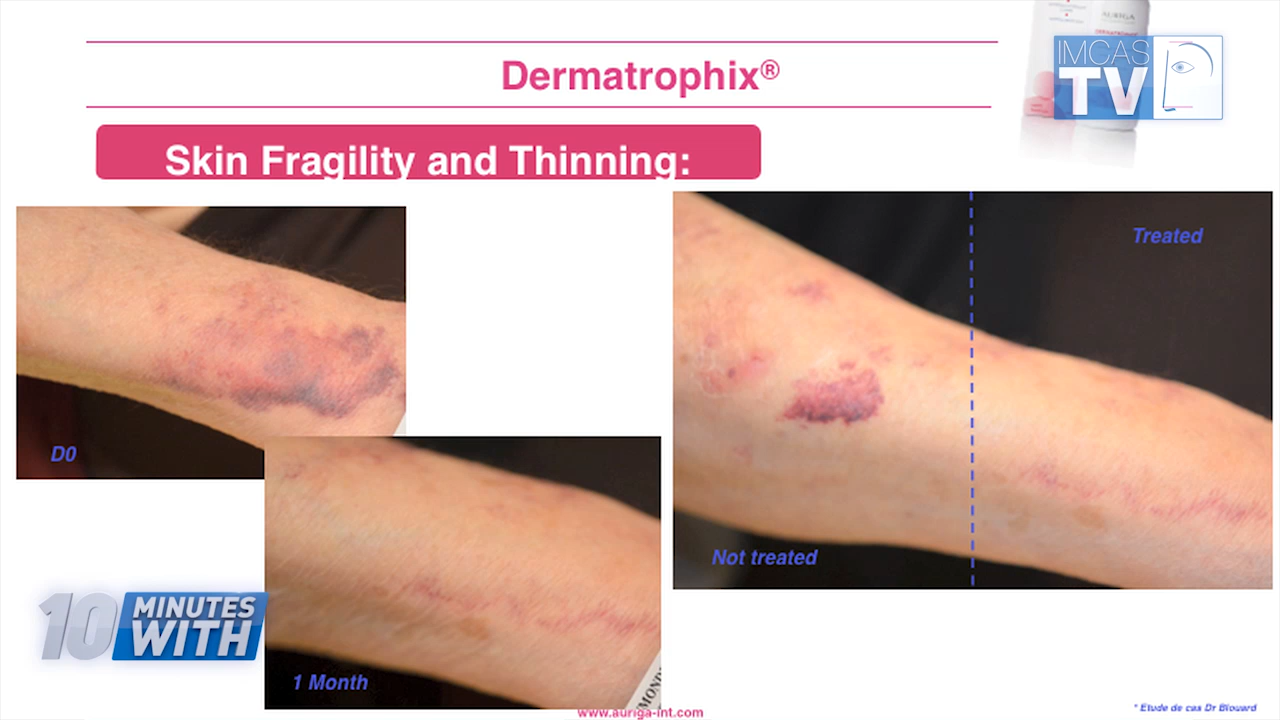 AURIGA
IMCAS
TV
Dermatrophix®
Skin Fragility and Thinning:
Treated
D0
Not treated
10 MINUTES
WITH
1 Month
www.auriga-int.com
* Etude de cas Dr Blouard